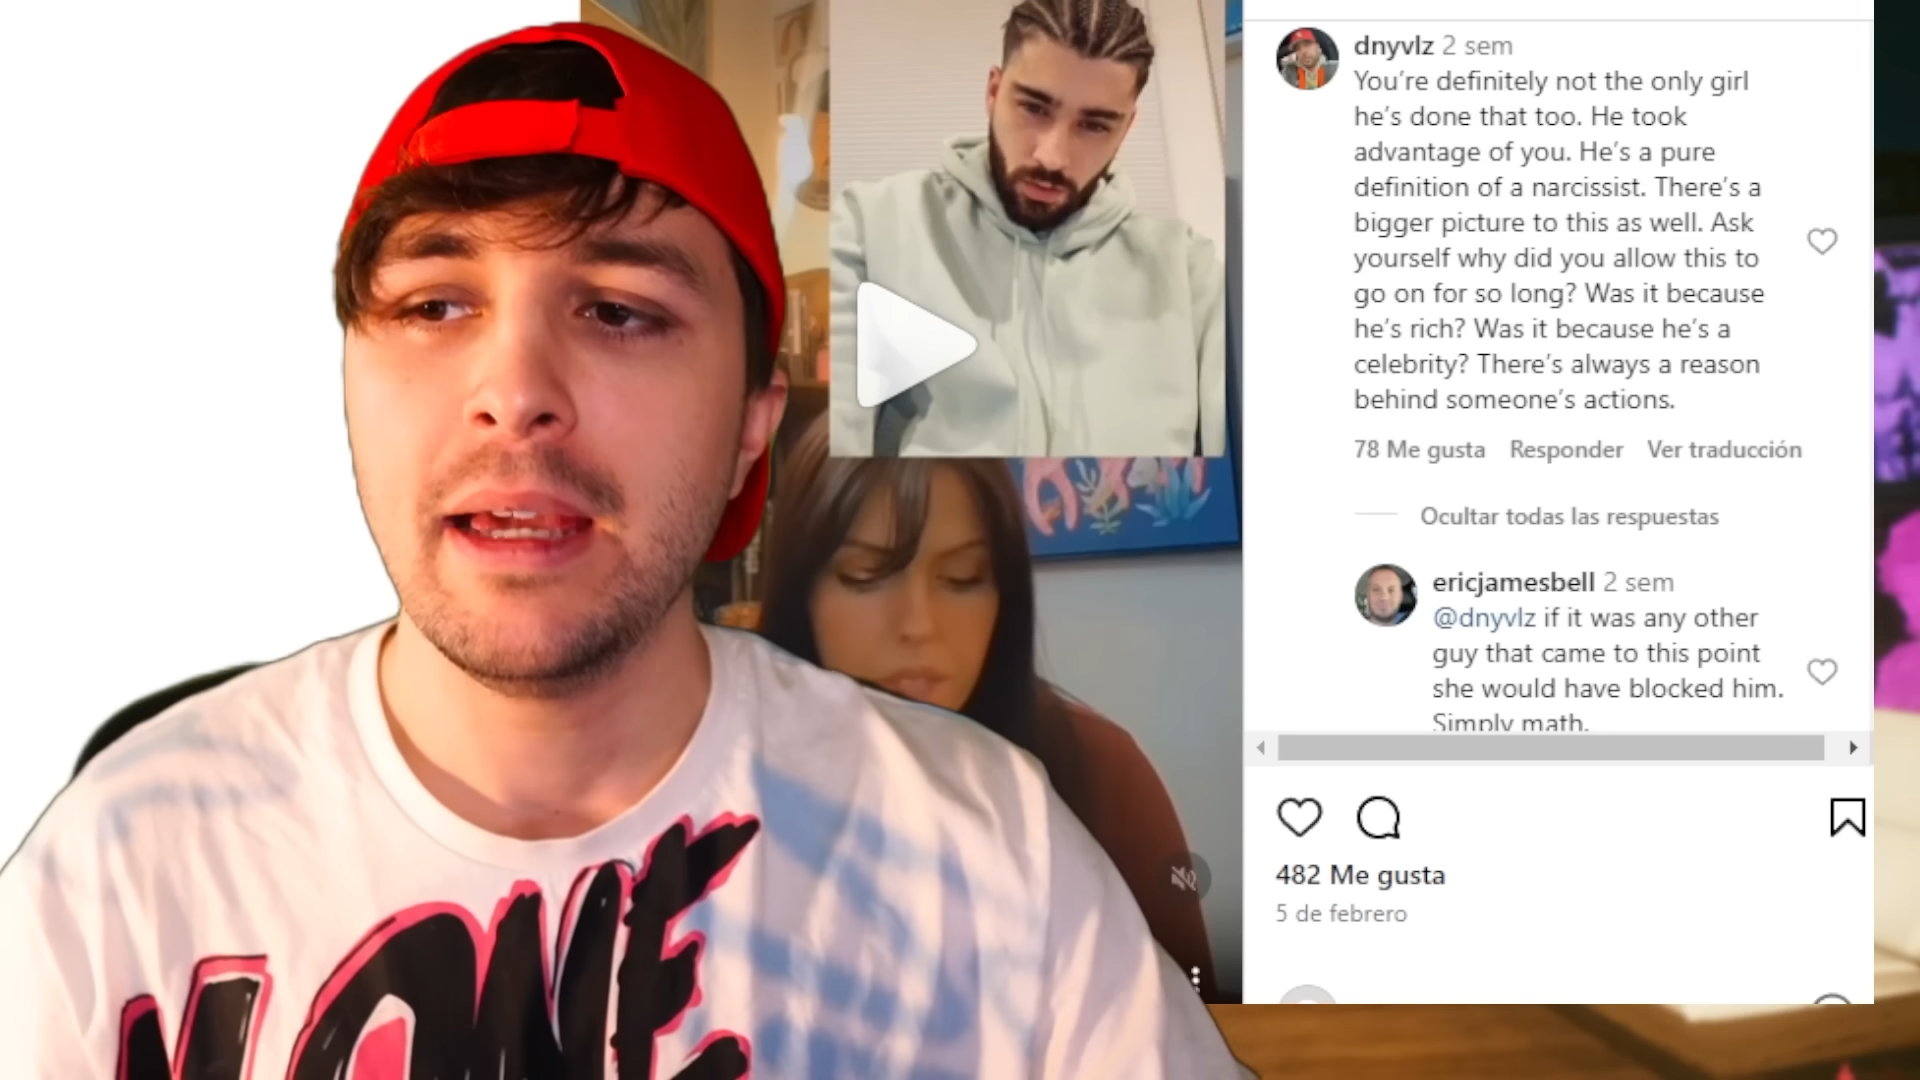 dnyvlz 2 sem
You're definitely not the only girl
he's done that too. He took
advantage of you. He's a pure
definition of a narcissist. There's a
bigger picture to this as well. Ask
yourself why did you allow this to
go on for so long? Was it because
he's rich? Was it because he's a
celebrity? There's always a reason
behind someone's actions.
78 Me gusta Responder Ver traducción
Ocultar todas las respuestas
ericjamesbell 2 sem
@dnyvlz if it was any other
guy that came to this point
she would have blocked him.
Simply math.
482 Me gusta
5 de febrero